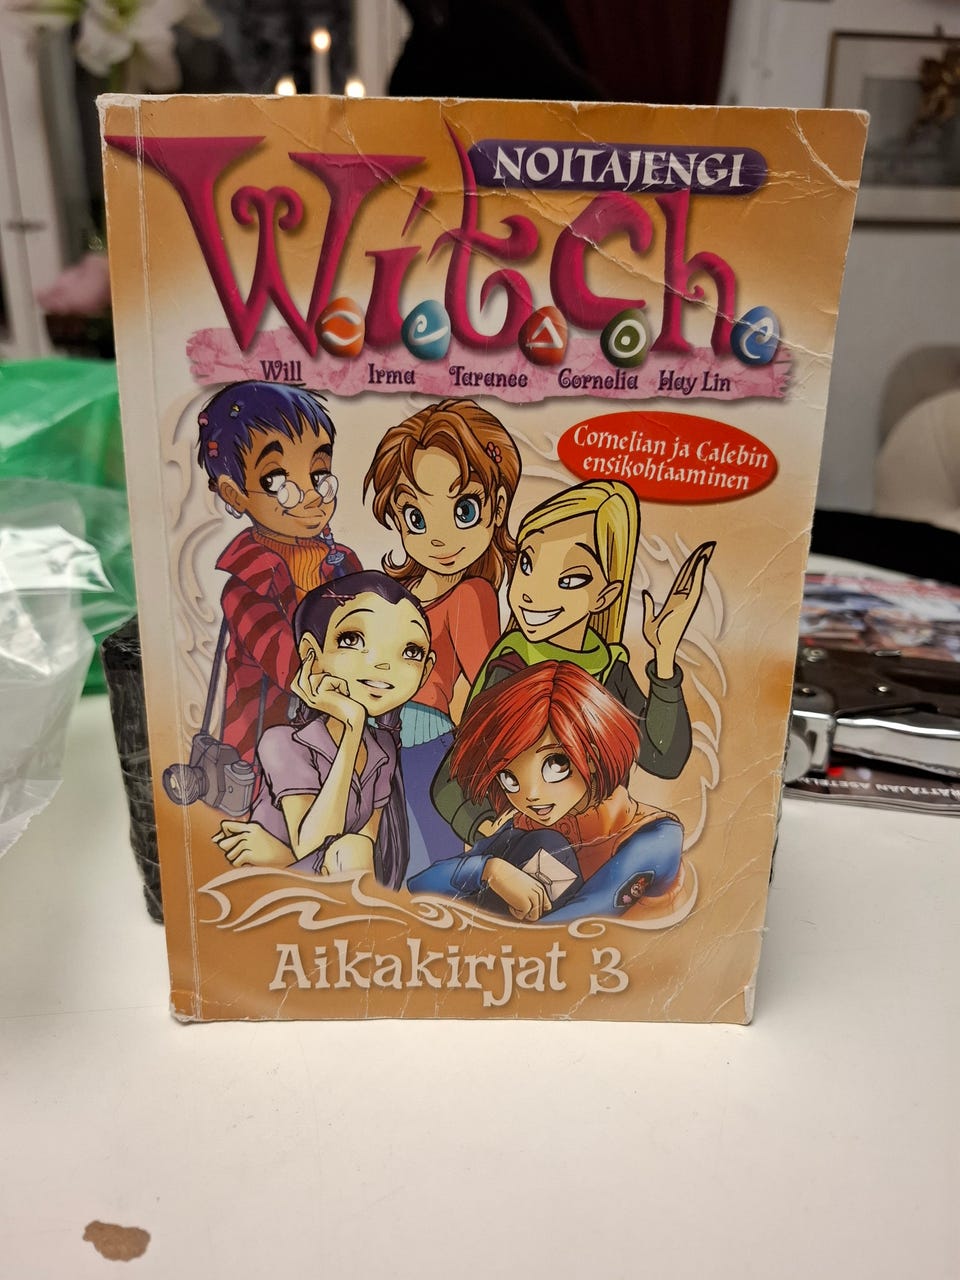 NOITAJENGI
W.i.t.c.h.
Will Irma Taranee Cornelia Hay Lin
Cornelian ja Calebin
ensikohtaaminen
Aikakirjat 3